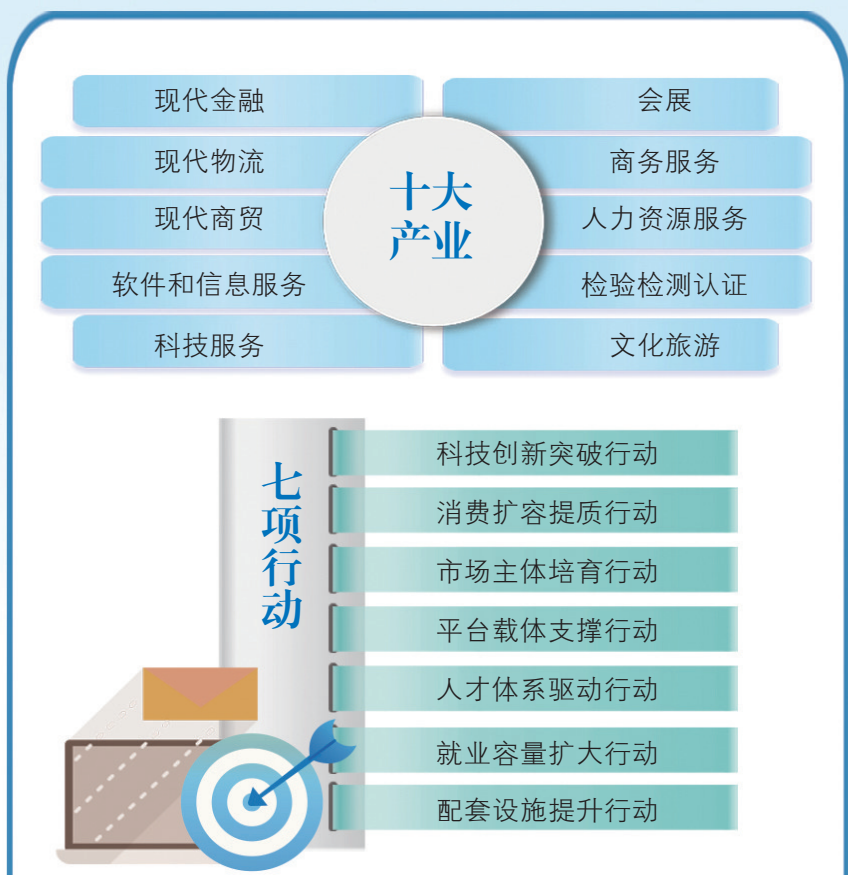 现代金融
现代物流
现代商贸
软件和信息服务
科技服务
十大
产业
会展
商务服务
人力资源服务
检验检测认证
文化旅游
七项行动
科技创新突破行动
消费扩容提质行动
市场主体培育行动
平台载体支撑行动
人才体系驱动行动
就业容量扩大行动
配套设施提升行动